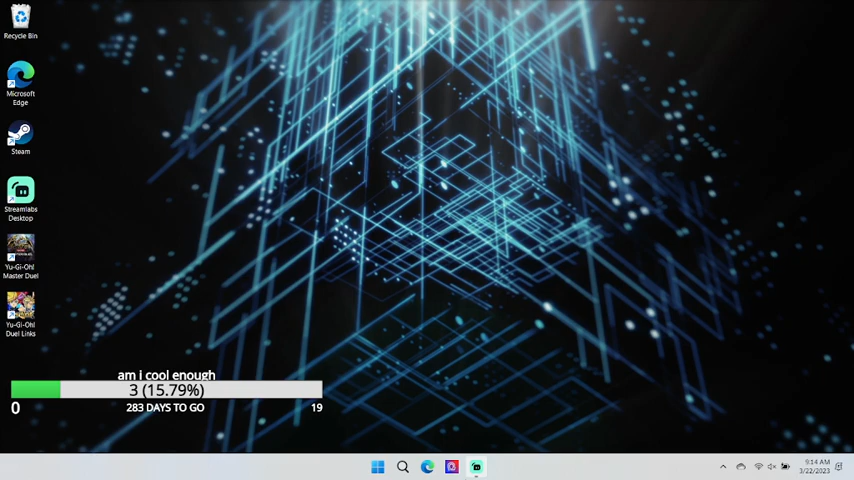 Recycle Bin
Microsoft
Edge
Steam
Streamlabs
Desktop
Yu-Gi-Oh!
Master Duel
Yu-Gi-Oh!
Duel Links
am i cool enough
3 (15.79%)
0
283 DAYS TO GO
19
9:14 AM
3/22/2023